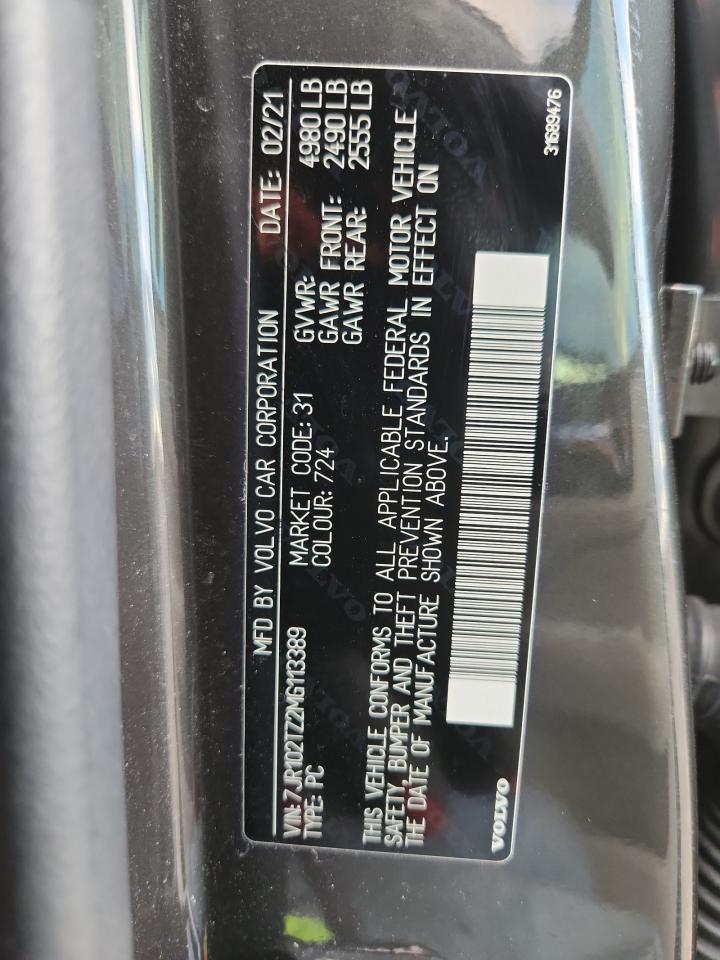 MFD BY VOLVO CAR CORPORATION DATE: 02/21
VIN: 7JR102TZ2MG113389 MARKET CODE: 31 GVWR: 4980 LB
TYPE: PC COLOUR: 724 GAWR FRONT: 2490 LB
GAWR REAR: 2555 LB
THIS VEHICLE CONFORMS TO ALL APPLICABLE FEDERAL MOTOR VEHICLE
SAFETY, BUMPER AND THEFT PREVENTION STANDARDS IN EFFECT ON
THE DATE OF MANUFACTURE SHOWN ABOVE.
VOLVO
31689476